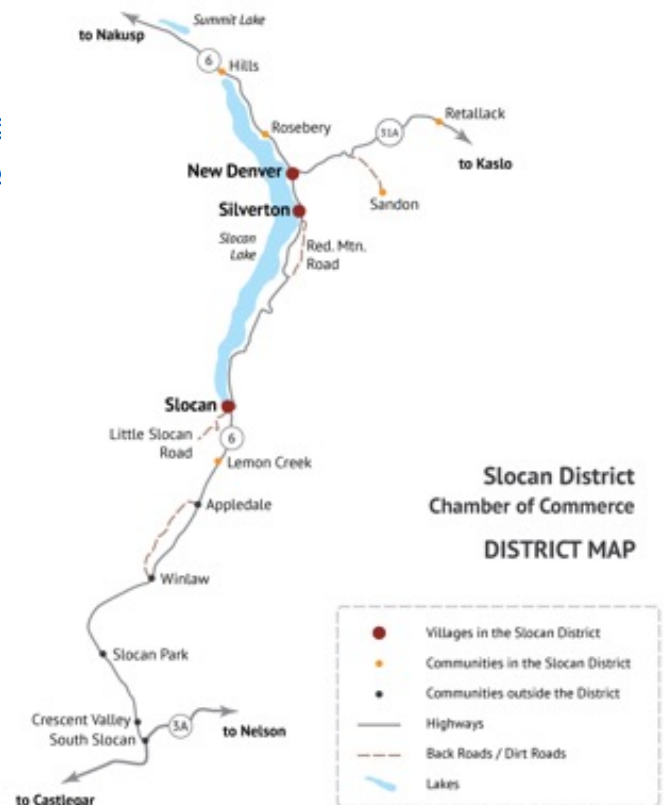 Summit Lake
to Nakusp
6
Hills
Retallack
Rosebery
31A
to Kaslo
New Denver
Sandon
Silverton
Slocan
Lake
Red. Mtn.
Road
Slocan
Little Slocan
Road
6
Lemon Creek
Slocan District
Chamber of Commerce
DISTRICT MAP
Appledale
Winlaw
Villages in the Slocan District
Slocan Park
Communities in the Slocan District
Communities outside the District
Crescent Valley
South Slocan
3A
to Nelson
Highways
Back Roads / Dirt Roads
Lakes
to Castlegar